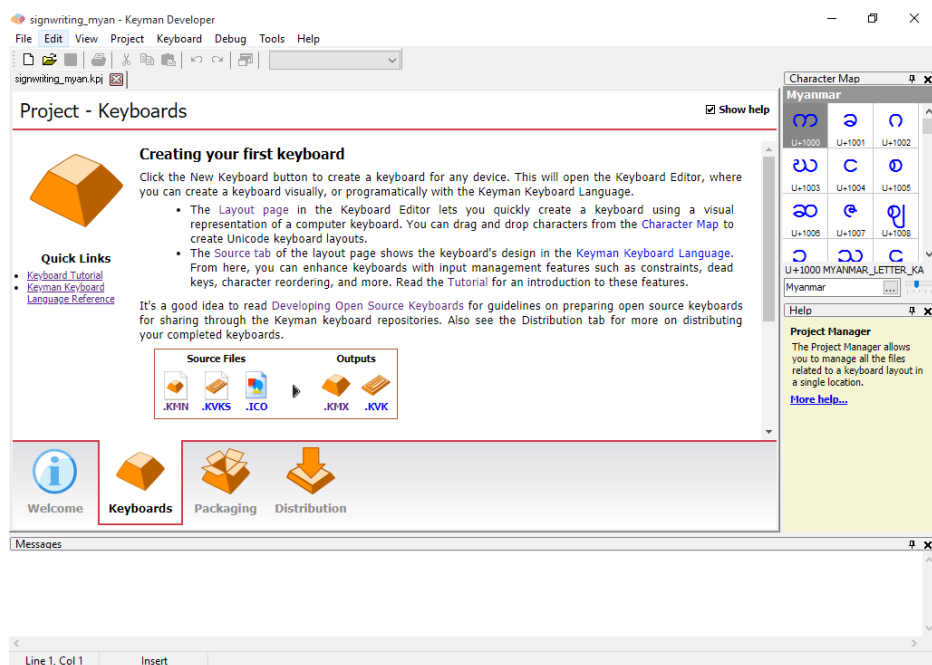 signwriting_myan - Keyman Developer
File Edit View Project Keyboard Debug Tools Help
signwriting_myan.kpj
Project - Keyboards
Show help
Creating your first keyboard
Click the New Keyboard button to create a keyboard for any device. This will open the Keyboard Editor, where
you can create a keyboard visually, or programatically with the Keyman Keyboard Language.
• The Layout page in the Keyboard Editor lets you quickly create a keyboard using a visual
representation of a computer keyboard. You can drag and drop characters from the Character Map to
create Unicode keyboard layouts.
• The Source tab of the layout page shows the keyboard's design in the Keyman Keyboard Language.
From here, you can enhance keyboards with input management features such as constraints, dead
keys, character reordering, and more. Read the Tutorial for an introduction to these features.
It's a good idea to read Developing Open Source Keyboards for guidelines on preparing open source keyboards
for sharing through the Keyman keyboard repositories. Also see the Distribution tab for more on distributing
your completed keyboards.
Quick Links
• Keyboard Tutorial
• Keyman Keyboard
Language Reference
Source Files Outputs
.KMN .KVKS .ICO .KMX .KVK
Welcome Keyboards Packaging Distribution
Character Map
Myanmar
က ခ ဂ
U+1000 U+1001 U+1002
ဃ င စ
U+1003 U+1004 U+1005
ဆ ဇ ဈ
U+1006 U+1007 U+1008
ဉ ည ဋ
U+1000 MYANMAR_LETTER_KA
Myanmar ...
Help
Project Manager
The Project Manager allows
you to manage all the files
related to a keyboard layout in
a single location.
More help...
Messages
Line 1, Col 1 Insert